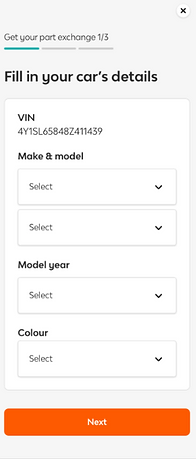 Get your part exchange 1/3
Fill in your car's details
VIN
4Y1SL65848Z411439
Make & model
Select
Select
Model year
Select
Colour
Select
Next